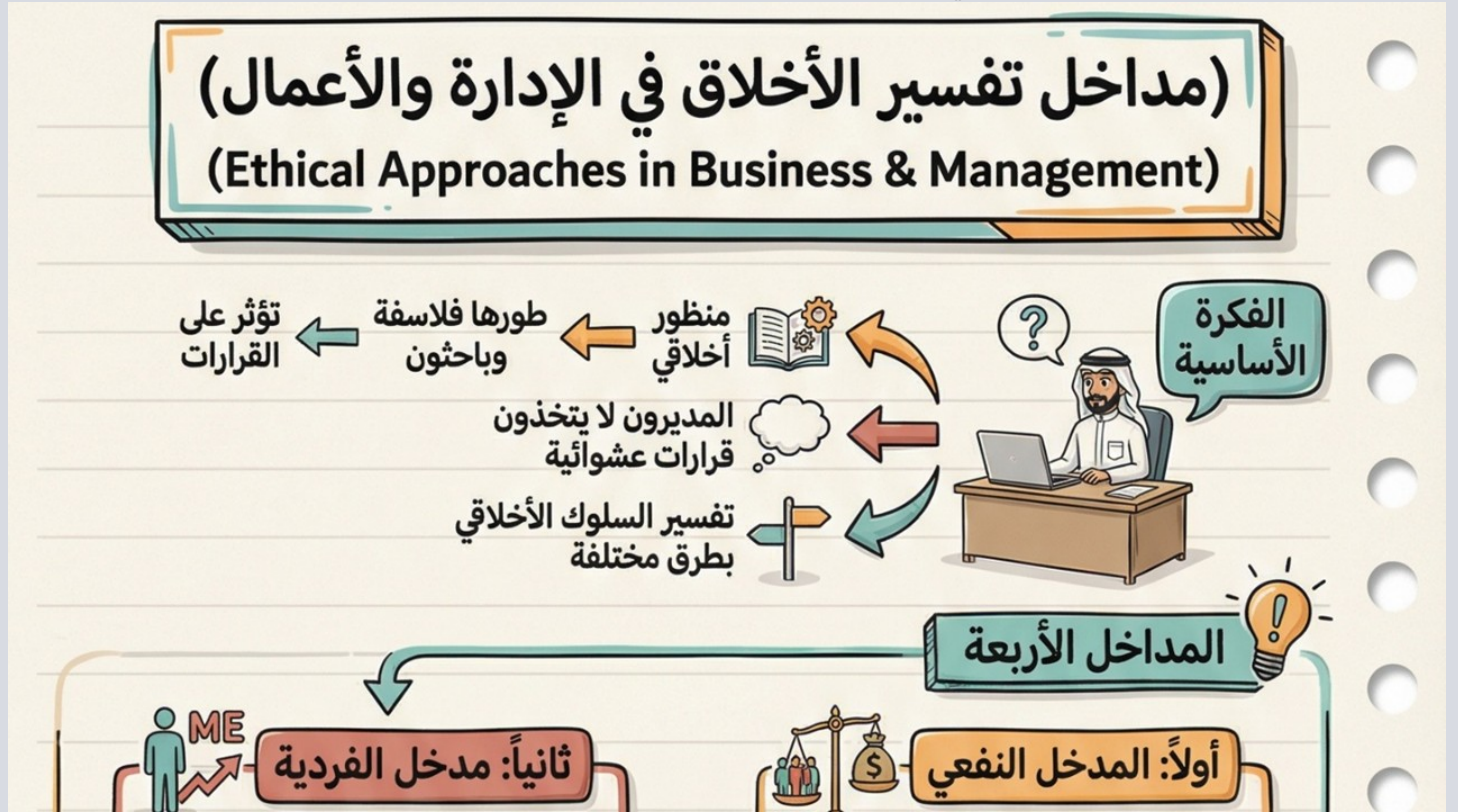 (مداخل تفسير الأخلاق في الإدارة والأعمال)
(Ethical Approaches in Business & Management)
الفكرة
الأساسية
?
منظور
أخلاقي
طورها فلاسفة
وباحثون
تؤثر على
القرارات
المديرون لا يتخذون
قرارات عشوائية
تفسير السلوك الأخلاقي
بطرق مختلفة
المداخل الأربعة
!
أولاً: المدخل النفعي
$
ثانياً: مدخل الفردية
ME